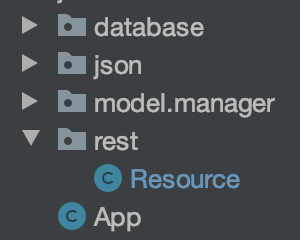 database
json
model.manager
rest
C Resource
C App